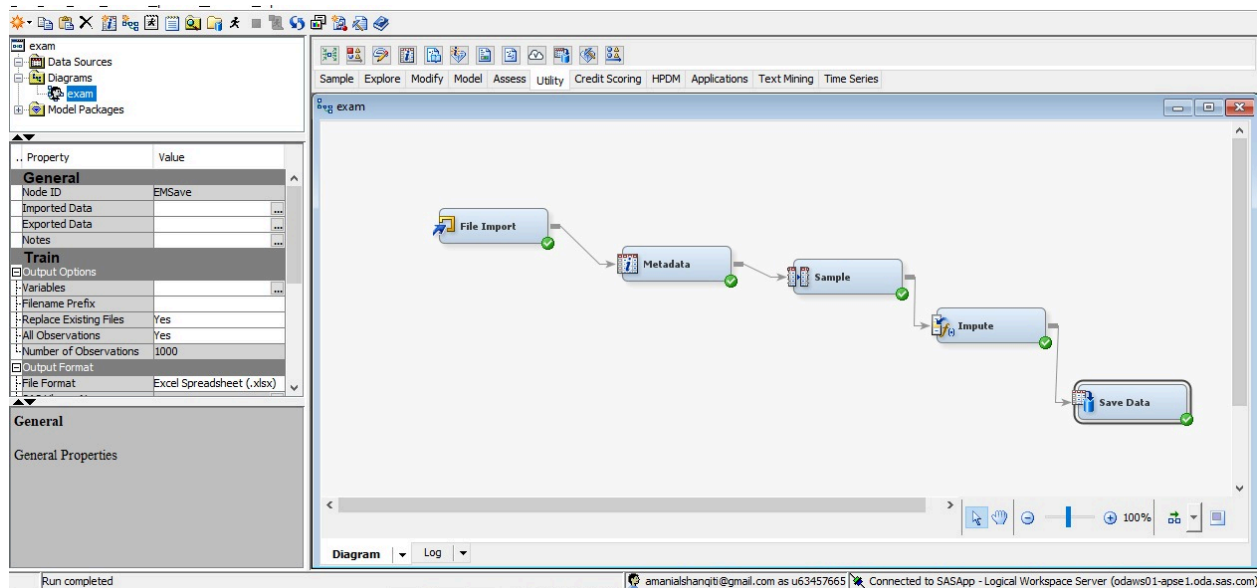 exam
Data Sources
Diagrams
exam
Model Packages
.. Property Value
General
Node ID EMSave
Imported Data ...
Exported Data ...
Notes ...
Train
Output Options
Variables ...
Filename Prefix
Replace Existing Files Yes
All Observations Yes
Number of Observations 1000
Output Format
File Format Excel Spreadsheet (.xlsx)
General
General Properties
Sample Explore Modify Model Assess Utility Credit Scoring HPDM Applications Text Mining Time Series
exam
File Import
Metadata
Sample
Impute
Save Data
100%
Diagram Log
Run completed
amanialshanqiti@gmail.com as u63457665 Connected to SASApp - Logical Workspace Server (odaws01-apse1.oda.sas.com)